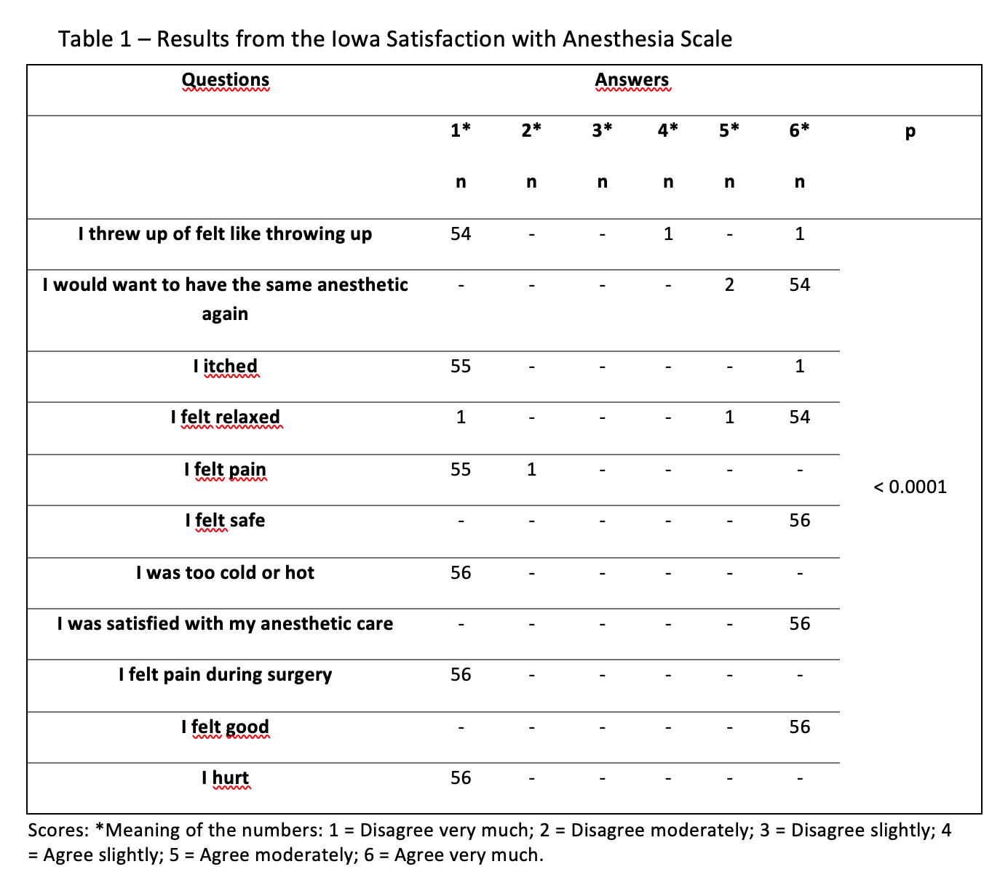 Table 1 – Results from the Iowa Satisfaction with Anesthesia Scale
Questions Answers
1* 2* 3* 4* 5* 6* p
n n n n n n
I threw up of felt like throwing up 54 - - 1 - 1
I would want to have the same anesthetic - - - - 2 54
again
I itched 55 - - - - 1
I felt relaxed 1 - - - 1 54
I felt pain 55 1 - - - -
< 0.0001
I felt safe - - - - - 56
I was too cold or hot 56 - - - - -
I was satisfied with my anesthetic care - - - - - 56
I felt pain during surgery 56 - - - - -
I felt good - - - - - 56
I hurt 56 - - - - -
Scores: *Meaning of the numbers: 1 = Disagree very much; 2 = Disagree moderately; 3 = Disagree slightly; 4
= Agree slightly; 5 = Agree moderately; 6 = Agree very much.